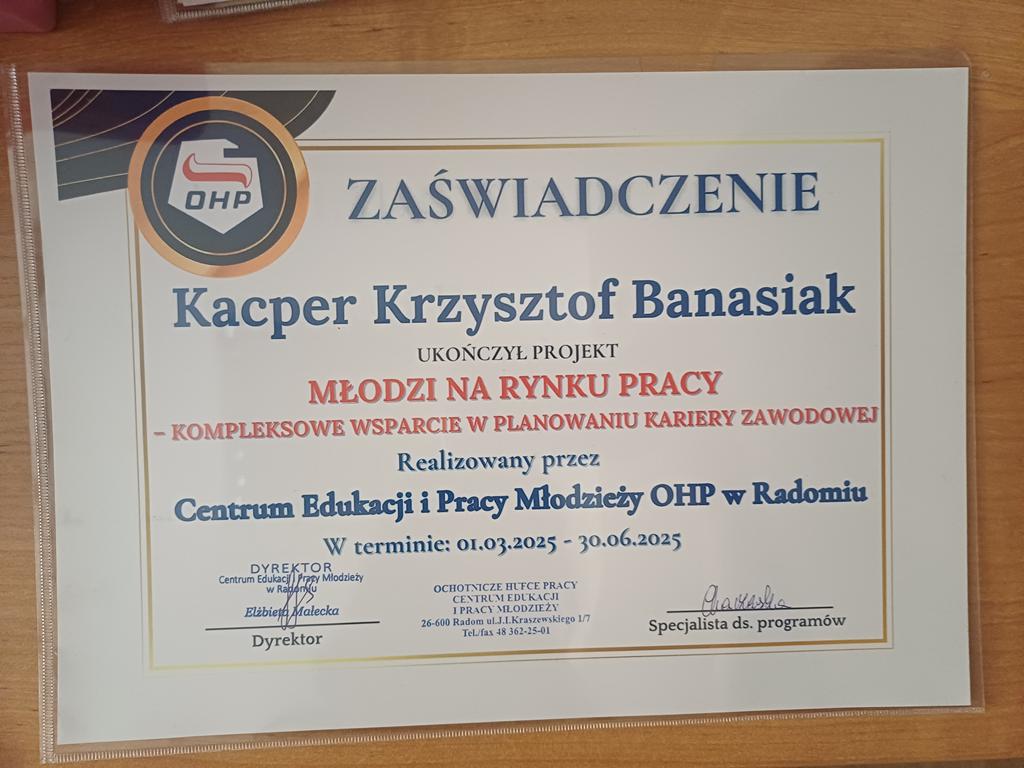 OHP
ZAŚWIADCZENIE
Kacper Krzysztof Banasiak
UKOŃCZYŁ PROJEKT
MŁODZI NA RYNKU PRACY
– KOMPLEKSOWE WSPARCIE W PLANOWANIU KARIERY ZAWODOWEJ
Realizowany przez
Centrum Edukacji i Pracy Młodzieży OHP w Radomiu
W terminie: 01.03.2025 - 30.06.2025
DYREKTOR
Centrum Edukacji i Pracy Młodzieży
w Radomiu
Elżbieta Małecka
Dyrektor
OCHOTNICZE HUFCE PRACY
CENTRUM EDUKACJI
I PRACY MŁODZIEŻY
26-600 Radom ul.J.I.Kraszewskiego 1/7
Tel./fax 48 362-25-01
Specjalista ds. programów